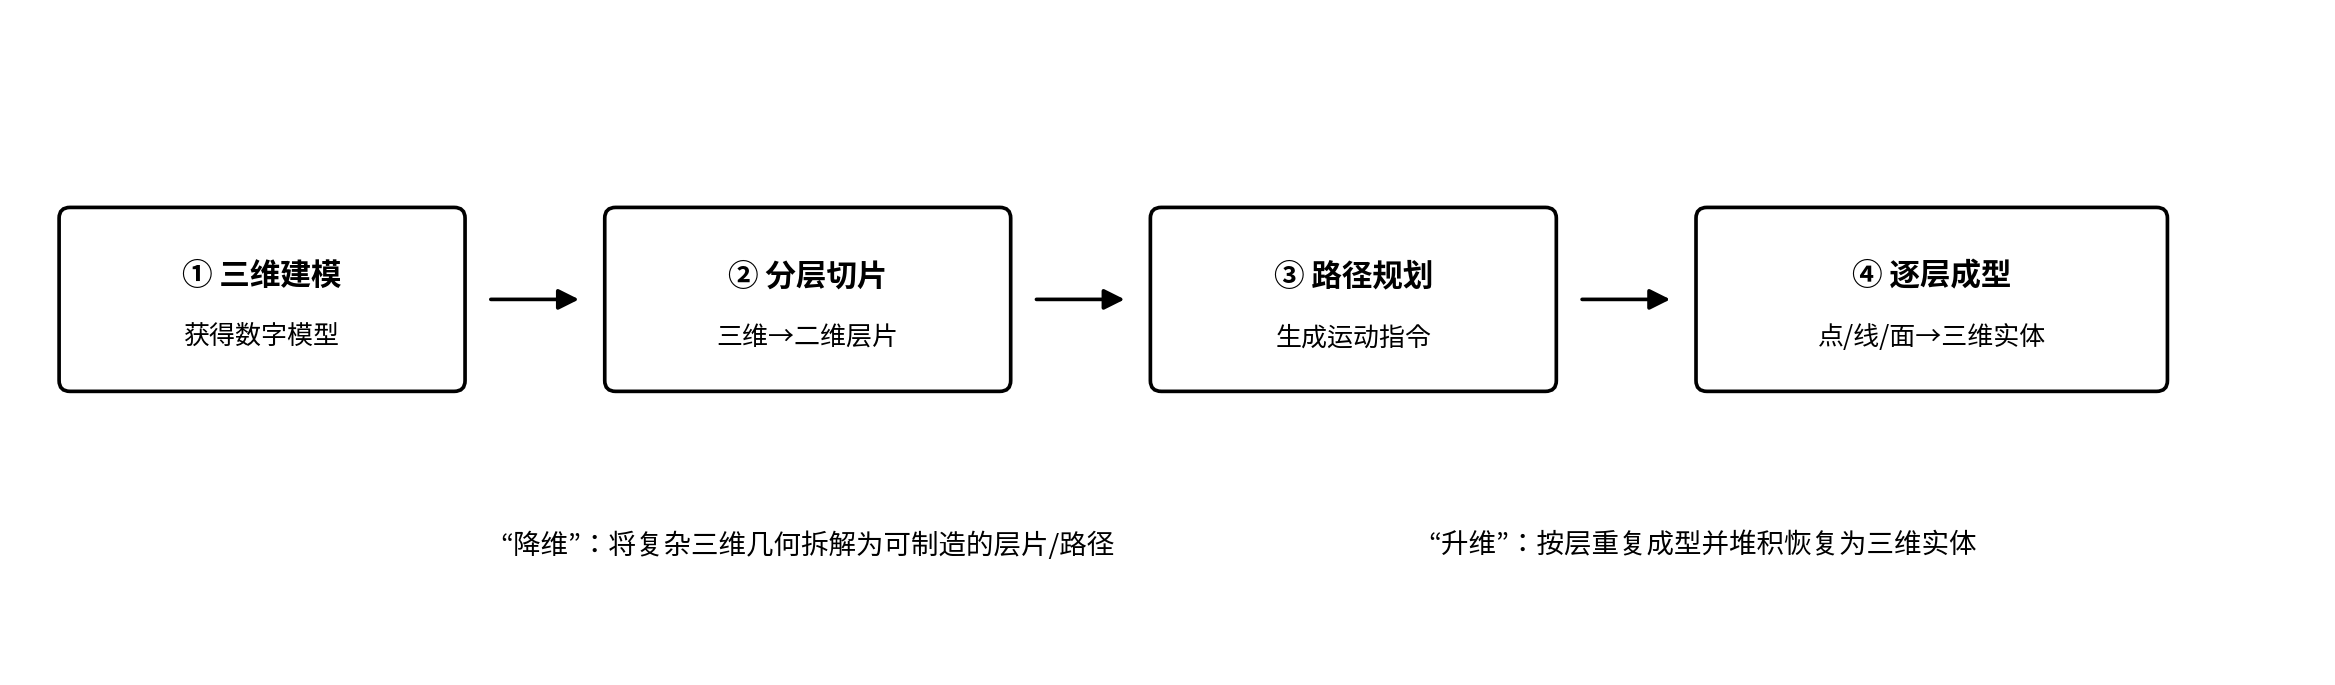 ① 三维建模
获得数字模型
② 分层切片
三维→二维层片
③ 路径规划
生成运动指令
④ 逐层成型
点/线/面→三维实体
“降维”：将复杂三维几何拆解为可制造的层片/路径
“升维”：按层重复成型并堆积恢复为三维实体